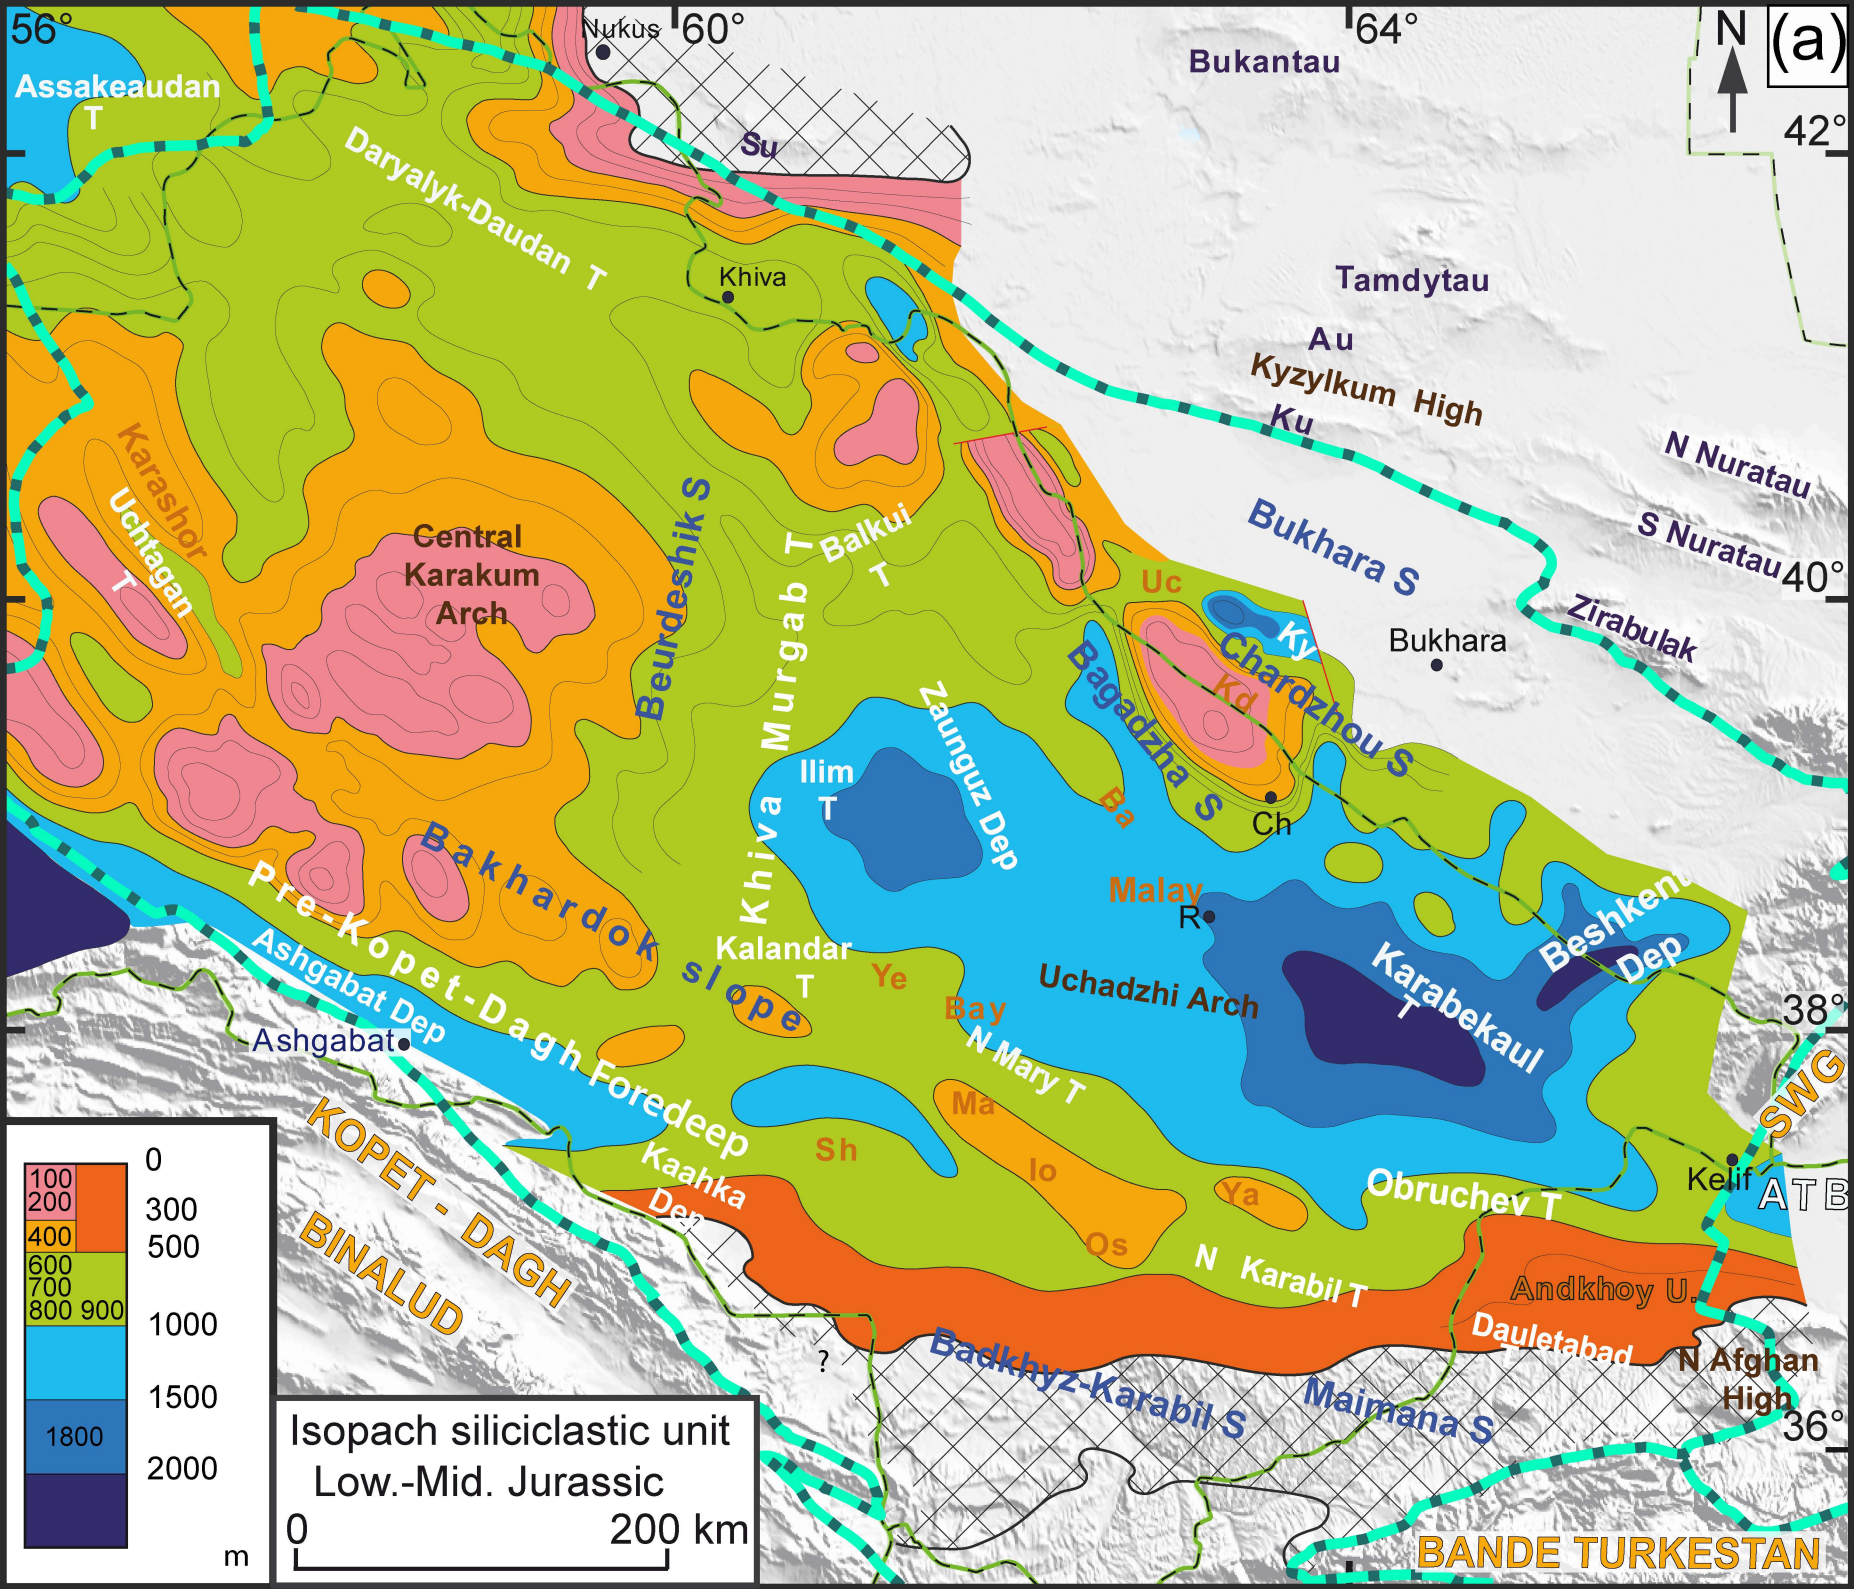 56°
Nukus
60°
64°
N
(a)
Bukantau
Assakeaudan
T
42°
Su
Daryalyk-Daudan T
Khiva
Tamdytau
Au
Kyzylkum High
Ku
N Nuratau
S Nuratau
Karashor
Uchtagan
T
Central
Karakum
Arch
Beurdeshik S
Balkui
T
Bukhara S
40°
Uc
Ky
Zirabulak
Bukhara
Chardzhou S
Kd
Bagadzha S
Khiva Murgab T
Zaunguz Dep
Ilim
T
Ba
Ch
Bakhardok slope
Malay
R
Beshkent
Dep
Pre-Kopet-Dagh Foredeep
Kalandar
T
Ye
Bay
Uchadzhi Arch
Karabekaul
T
38°
Ashgabat Dep
Ashgabat
N Mary T
SWG
Ma
Sh
Io
Ya
Os
Kaahka
Dep
Obruchev T
Kelif
ATB
KOPET - DAGH
BINALUD
N Karabil T
Andkhoy U.
Dauletabad
T
N Afghan
High
?
Badkhyz-Karabil S
Maimana S
36°
BANDE TURKESTAN
0
100
200
300
400
500
600
700
800 900
1000
1500
1800
2000
m
Isopach siliciclastic unit
Low.-Mid. Jurassic
0 200 km